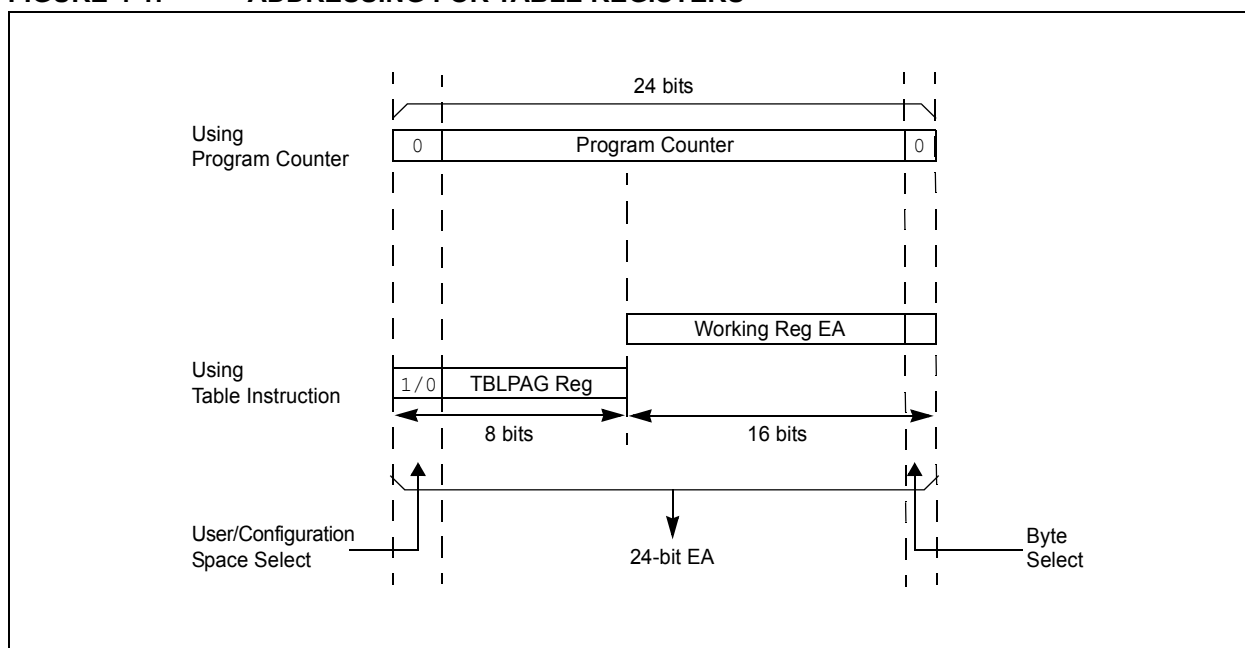 24 bits
Using
Program Counter
0
Program Counter
0
Working Reg EA
Using
Table Instruction
1/0
TBLPAG Reg
8 bits
16 bits
User/Configuration
Space Select
24-bit EA
Byte
Select